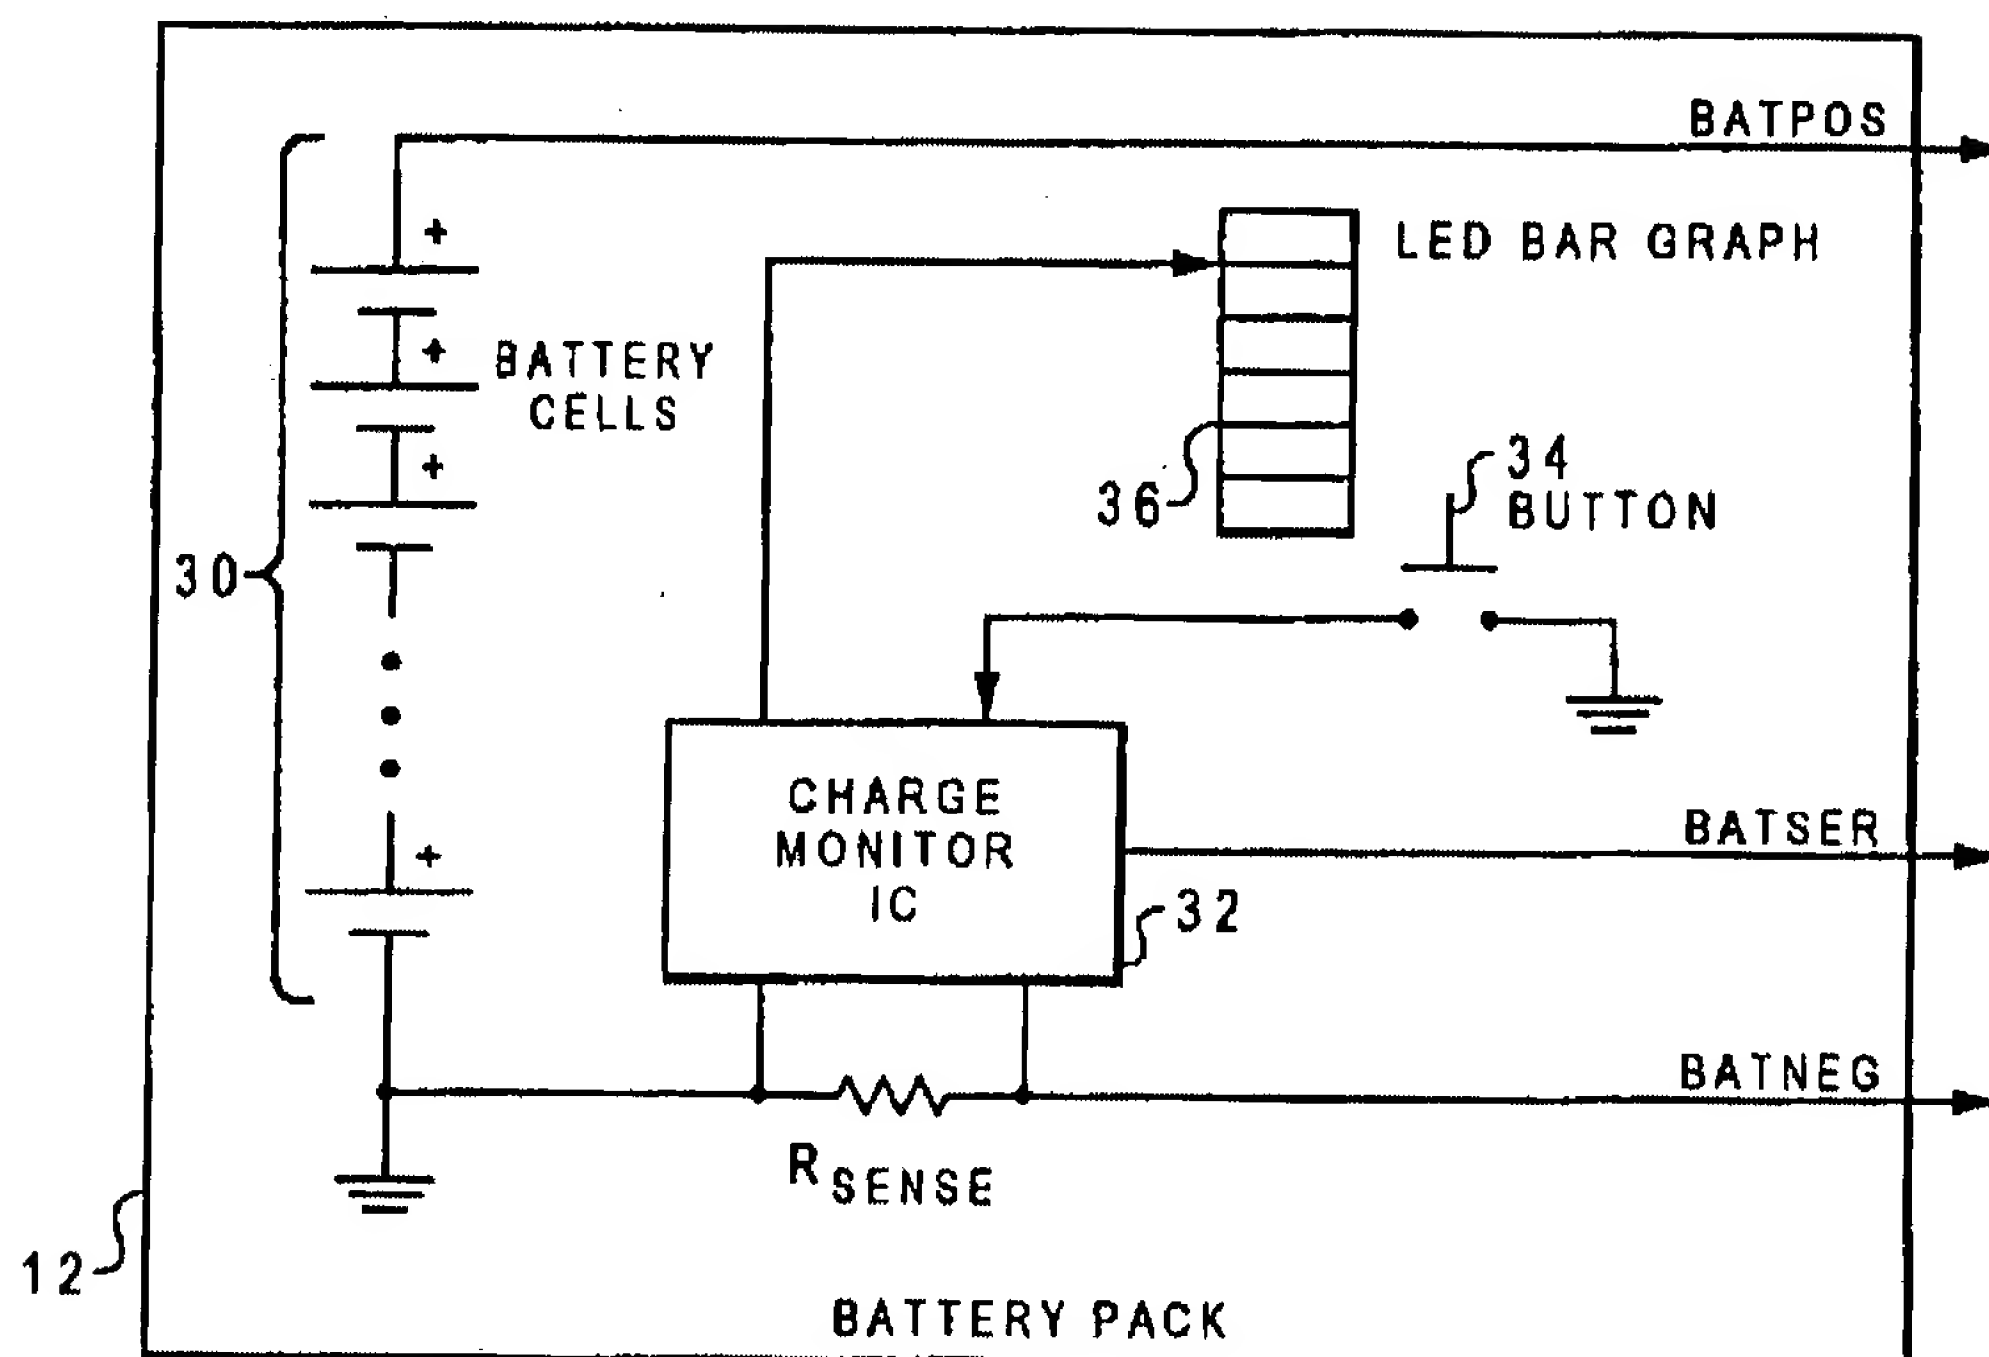 BATPOS
+
LED BAR GRAPH
+
BATTERY
CELLS
+
36
34
BUTTON
30
CHARGE
MONITOR
IC
BATSER
+
32
BATNEG
RSENSE
12
BATTERY PACK